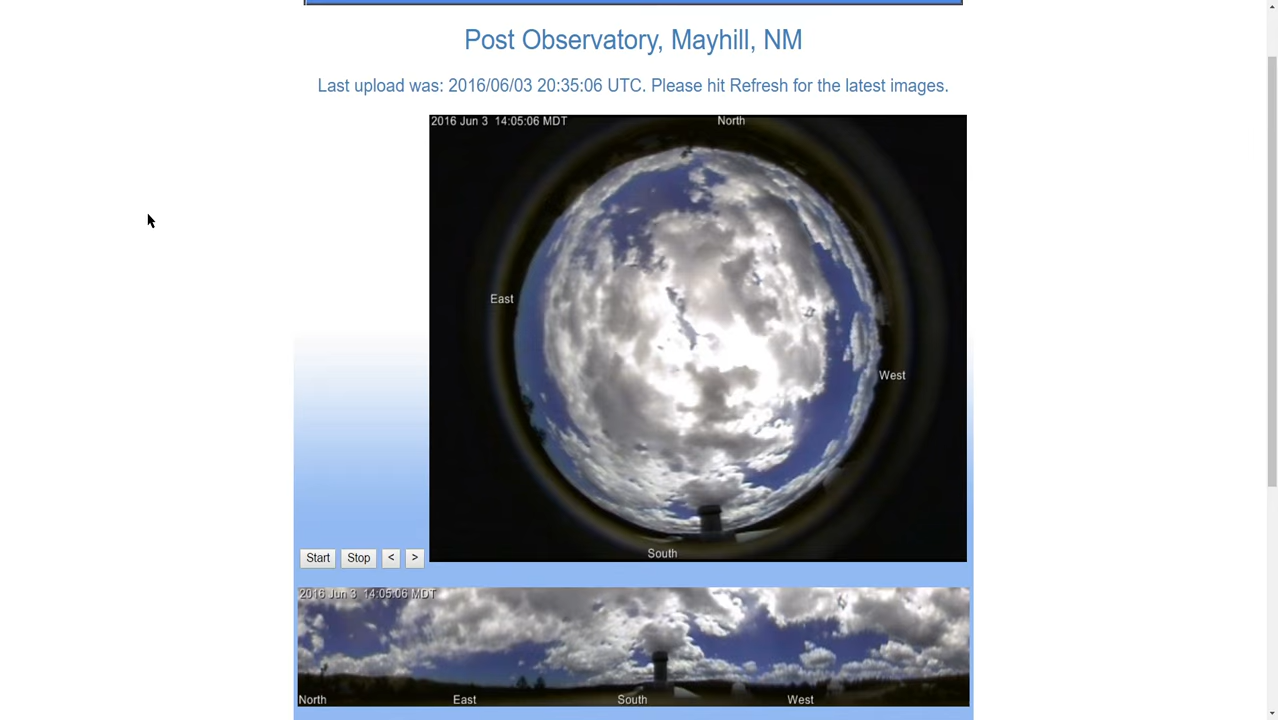 Post Observatory, Mayhill, NM
Last upload was: 2016/06/03 20:35:06 UTC. Please hit Refresh for the latest images.
2016 Jun 3 14:05:06 MDT
North
East
West
South
Start Stop < >
2016 Jun 3 14:05:06 MDT
North East South West